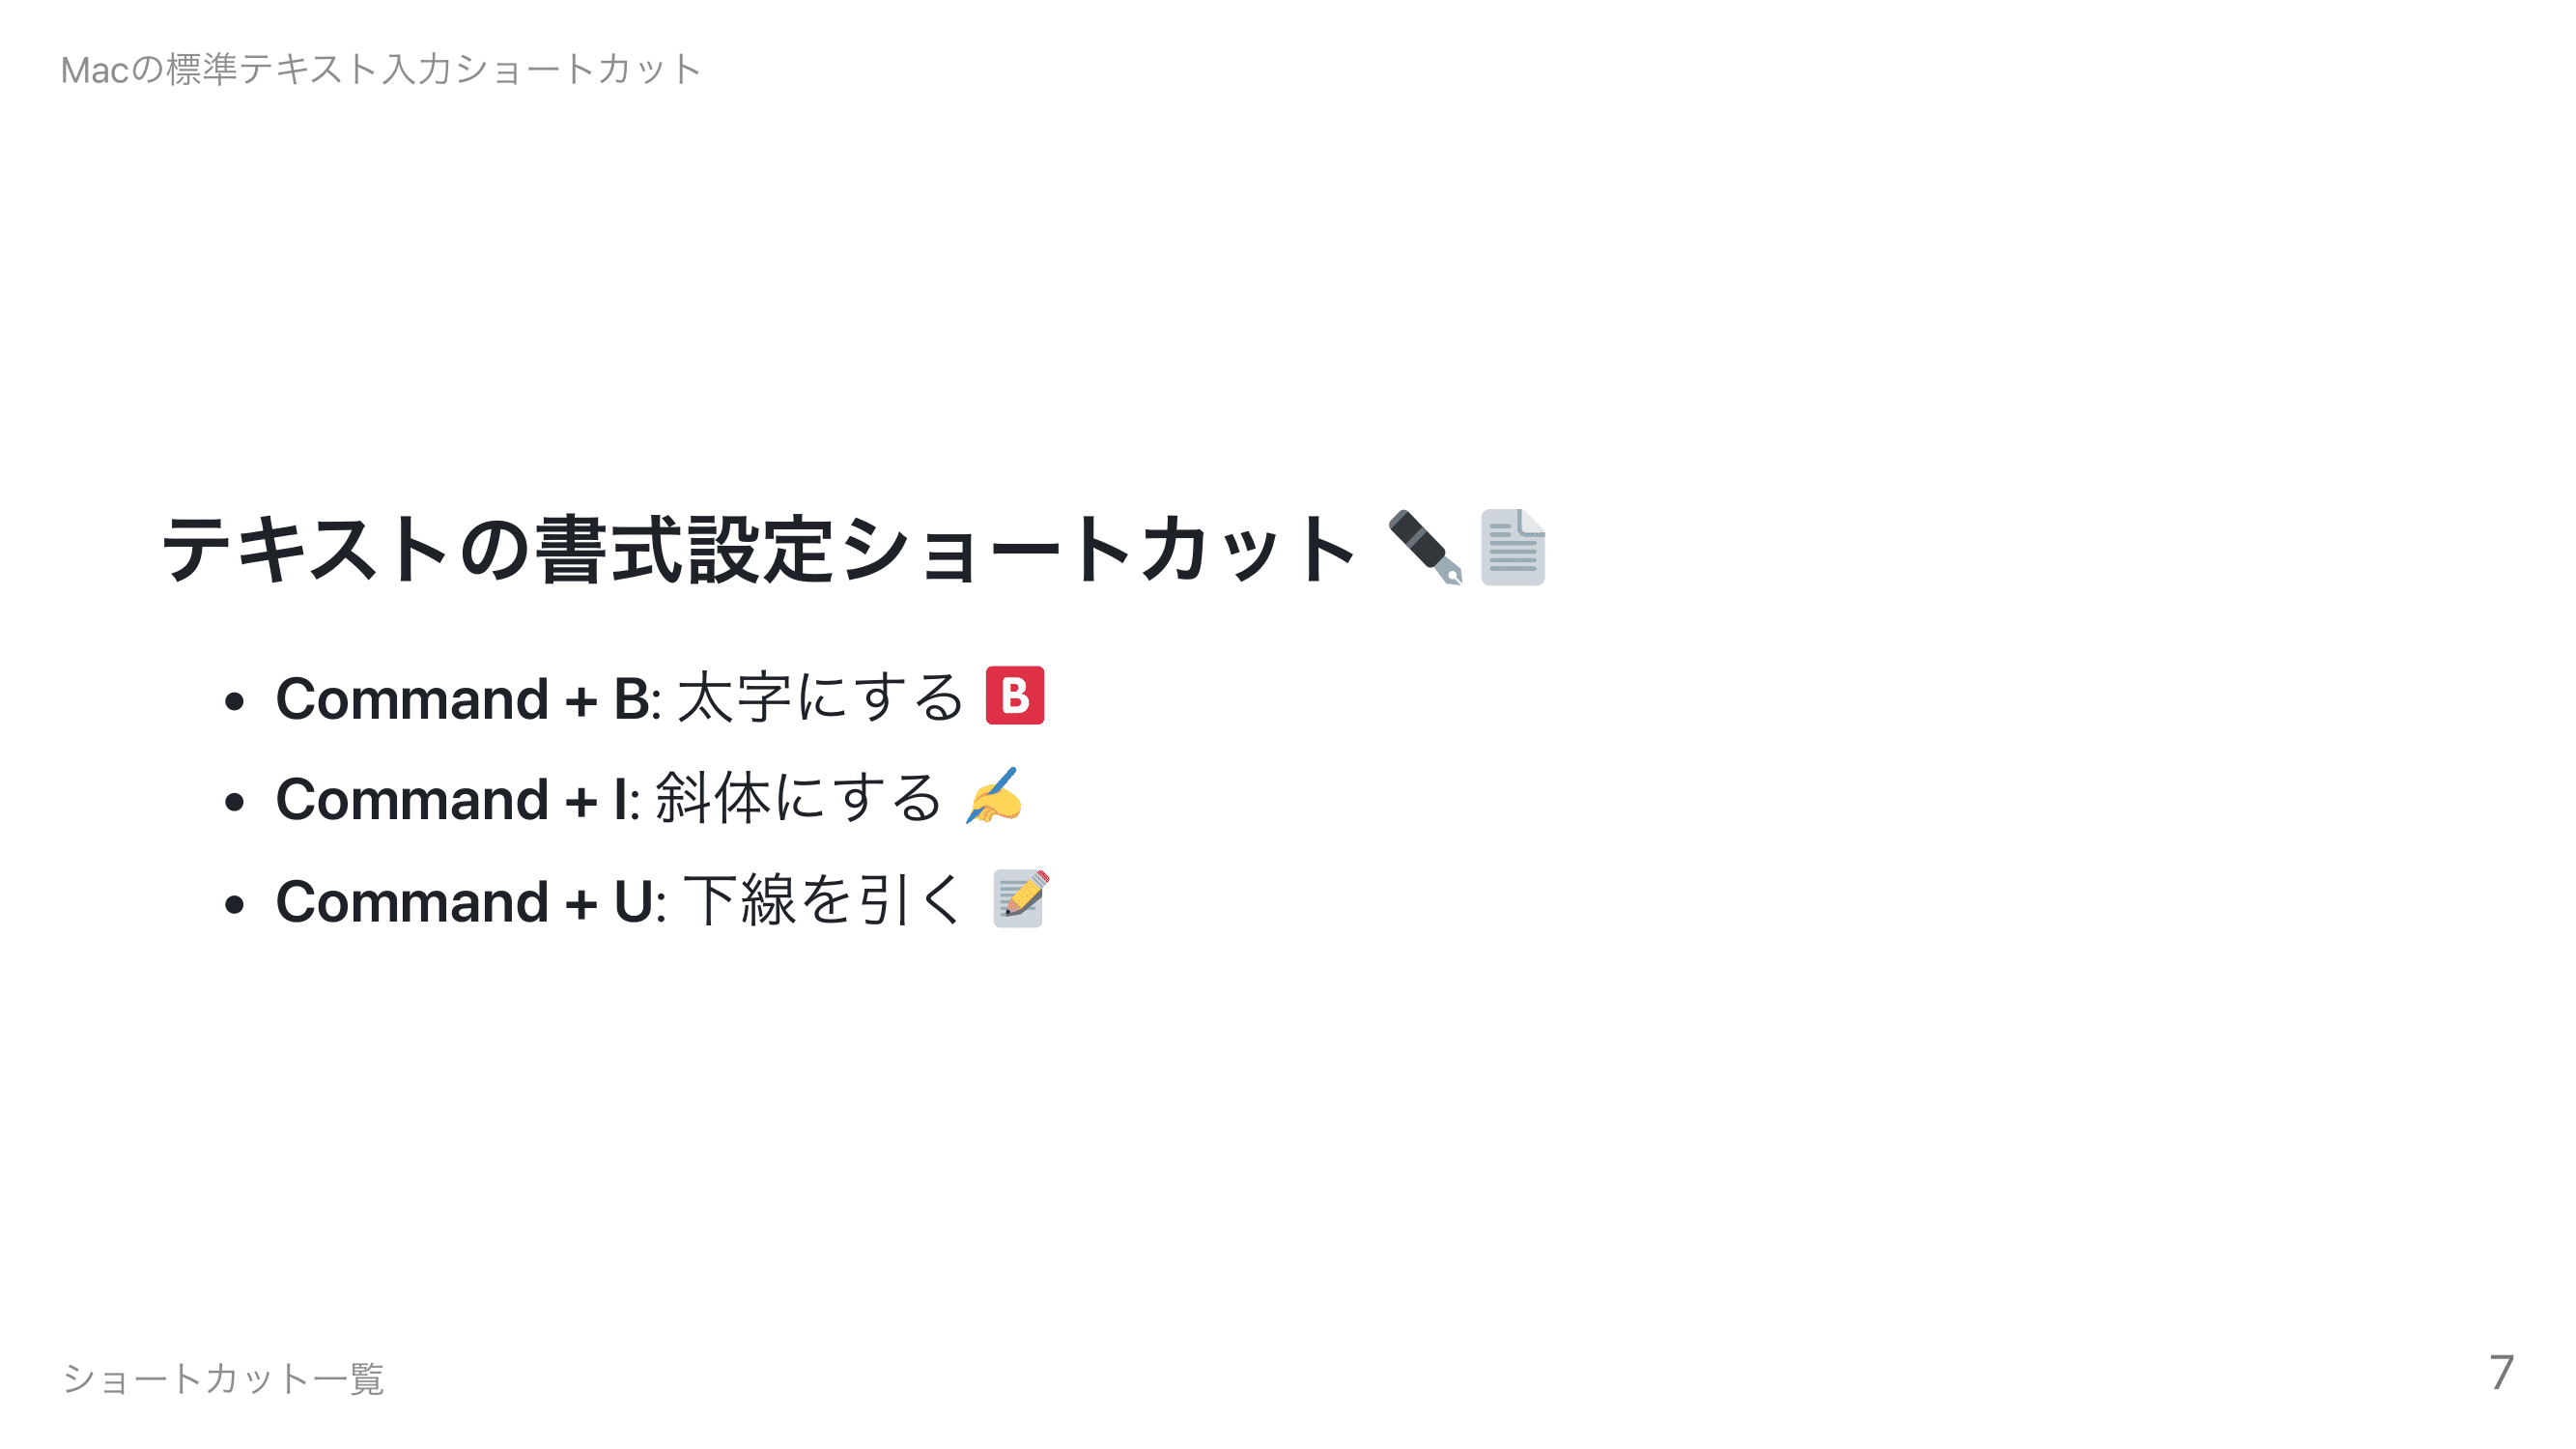 Macの標準テキスト入力ショートカット
テキストの書式設定ショートカット 🖋️📄
• Command + B: 太字にする 🅱️
• Command + I: 斜体にする ✍️
• Command + U: 下線を引く 📝
ショートカット一覧
7